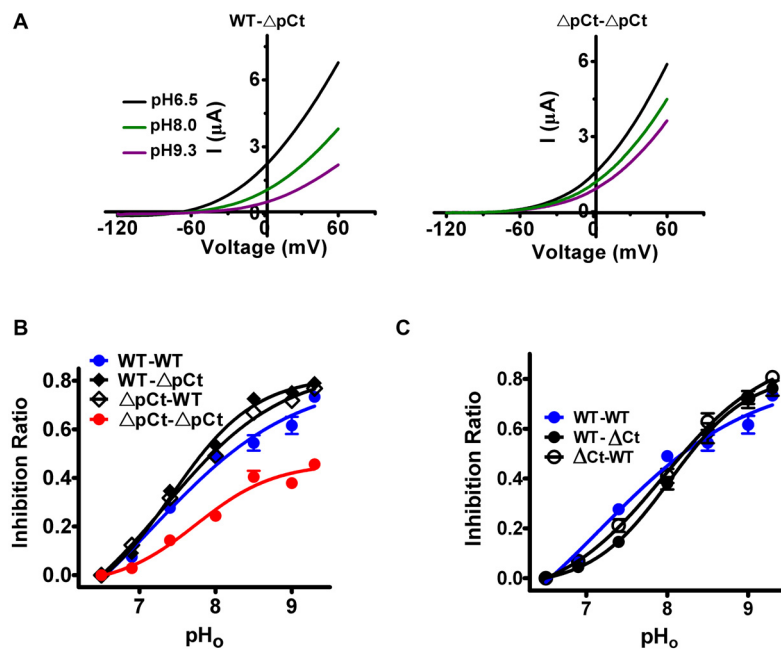 A
WT-△pCt
6
pH6.5
pH8.0
pH9.3
I (μA)
3
0
-120
-60
0
60
Voltage (mV)
△pCt-△pCt
6
I (μA)
3
0
-120
-60
0
60
Voltage (mV)
B
WT-WT
WT-△pCt
△pCt-WT
△pCt-△pCt
0.8
0.6
0.4
0.2
0.0
Inhibition Ratio
7
8
9
pHo
C
WT-WT
WT-ΔCt
ΔCt-WT
0.8
0.6
0.4
0.2
0.0
Inhibition Ratio
7
8
9
pHo